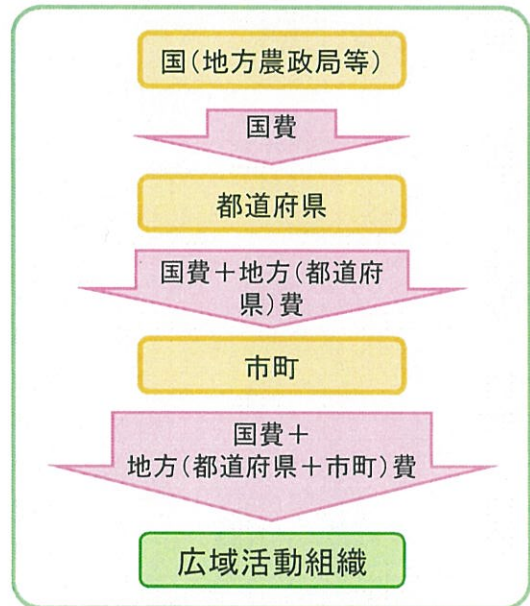 国(地方農政局等)
国費
都道府県
国費＋地方(都道府
県)費
市町
国費＋
地方(都道府県＋市町)費
広域活動組織